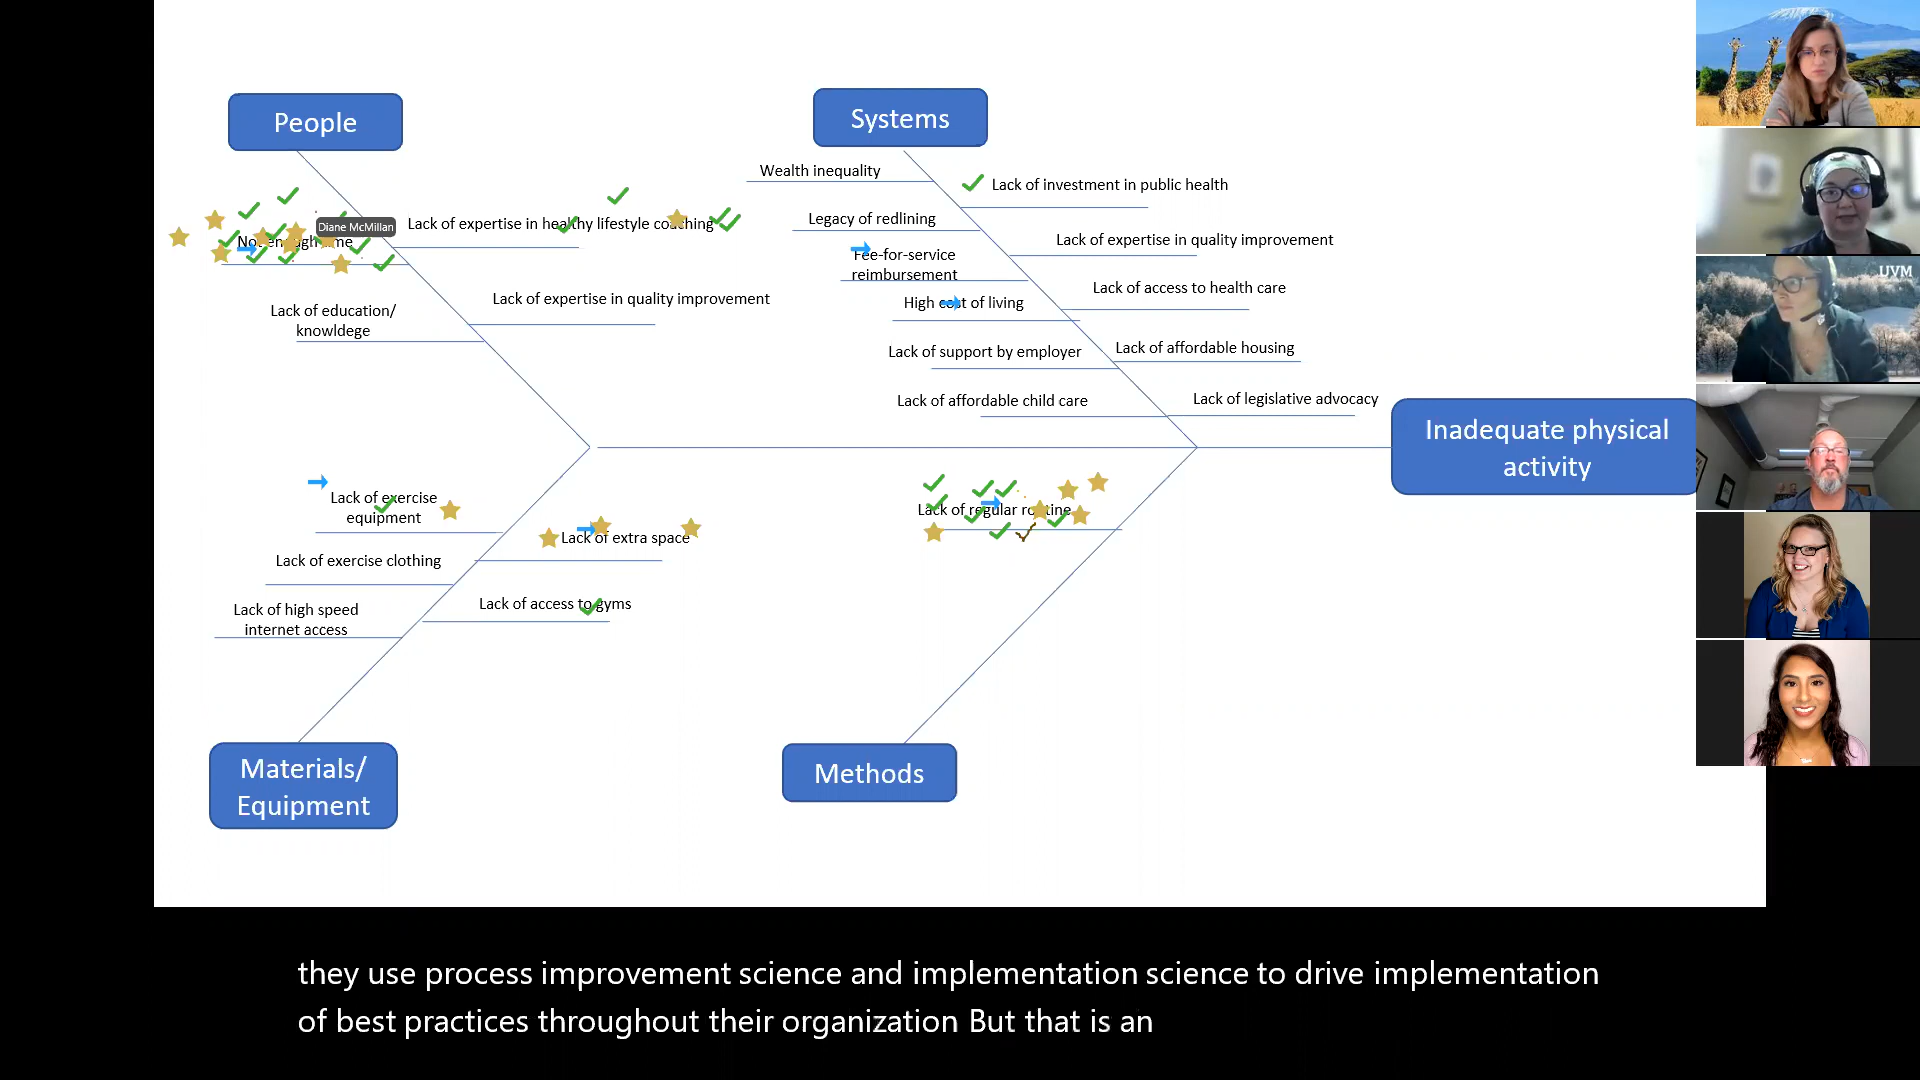 People
Systems
Wealth inequality
Lack of investment in public health
Legacy of redlining
Lack of expertise in healthy lifestyle coaching
Diane McMillan
Not enough time
Lack of expertise in quality improvement
Fee-for-service
reimbursement
Lack of access to health care
Lack of expertise in quality improvement
High cost of living
Lack of education/
knowldege
Lack of support by employer
Lack of affordable housing
Lack of affordable child care
Lack of legislative advocacy
Inadequate physical
activity
Lack of exercise
equipment
Lack of regular routine
Lack of extra space
Lack of exercise clothing
Lack of access to gyms
Lack of high speed
internet access
Materials/
Equipment
Methods
UVM
they use process improvement science and implementation science to drive implementation
of best practices throughout their organization But that is an